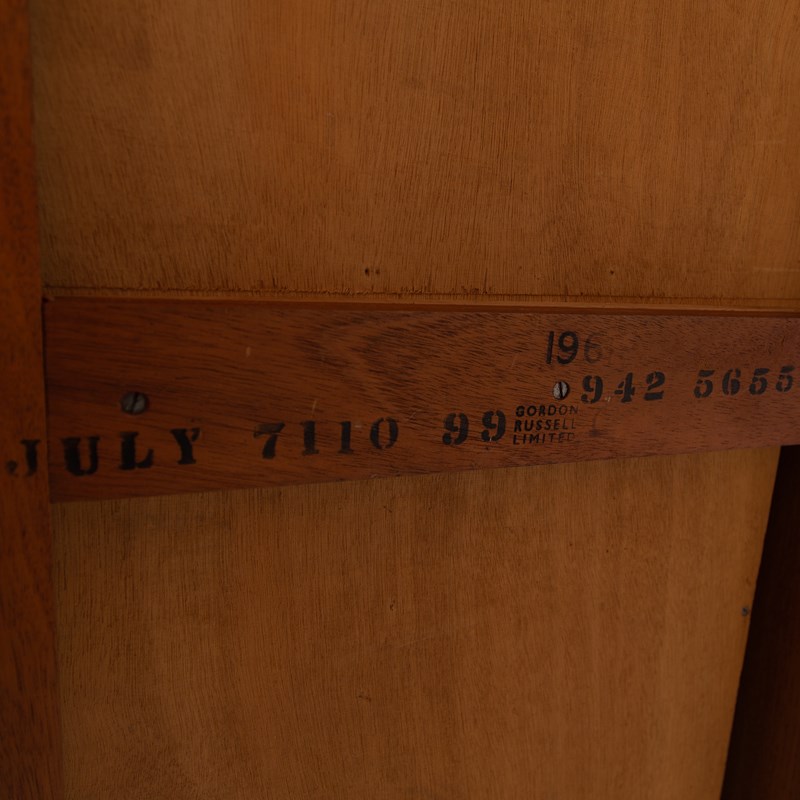 196
942 5655
JULY 7110 99
GORDON
RUSSELL
LIMITED